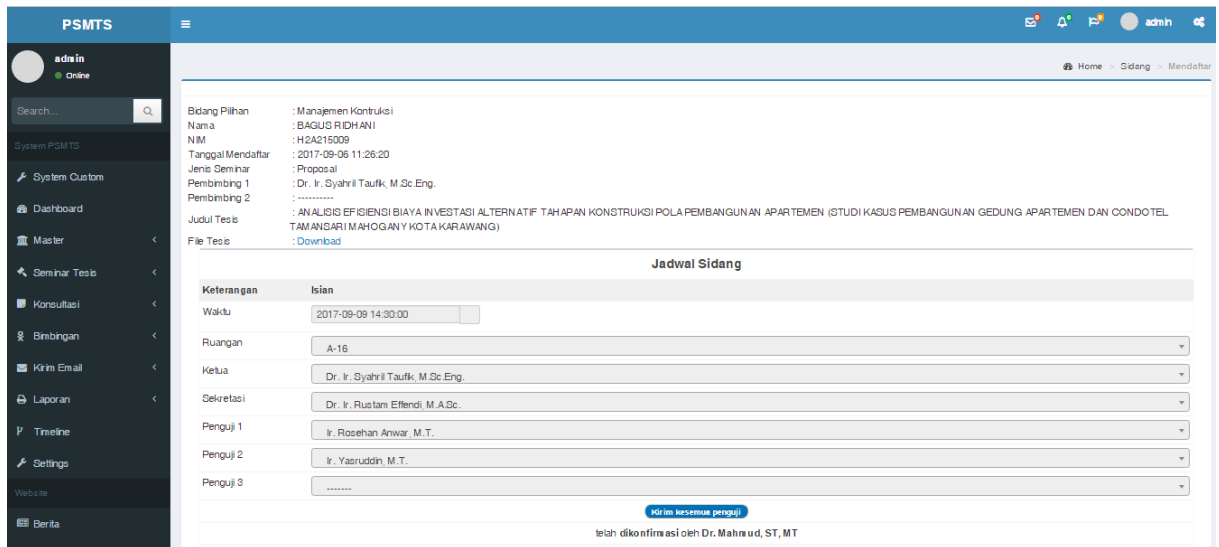 PSMTS
admin
admin
Online
Home > Sidang > Mendaftar
Search...
System PSMTS
System Custom
Dashboard
Master
Seminar Tesis
Konsultasi
Bimbingan
Kirim Email
Laporan
Timeline
Settings
Website
Berita
Bidang Pilihan : Manajemen Kontruksi
Nama : BAGUS RIDHANI
NIM : H2A215009
Tanggal Mendaftar : 2017-09-06 11:26:20
Jenis Seminar : Proposal
Pembimbing 1 : Dr. Ir. Syahril Taufik, M.Sc.Eng.
Pembimbing 2 : ----------
Judul Tesis : ANALISIS EFISIENSI BIAYA INVESTASI ALTERNATIF TAHAPAN KONSTRUKSI POLA PEMBANGUNAN APARTEMEN (STUDI KASUS PEMBANGUNAN GEDUNG APARTEMEN DAN CONDOTEL
TAMANSARI MAHOGANY KOTA KARAWANG)
File Tesis : Download
Jadwal Sidang
Keterangan Isian
Waktu 2017-09-09 14:30:00
Ruangan A-16
Ketua Dr. Ir. Syahril Taufik, M.Sc.Eng.
Sekretasi Dr. Ir. Rustam Effendi, M.A.Sc.
Penguji 1 Ir. Rosehan Anwar, M.T.
Penguji 2 Ir. Yasruddin, M.T.
Penguji 3 -------
Kirim kesemua penguji
telah dikonfirmasi oleh Dr. Mahmud, ST, MT